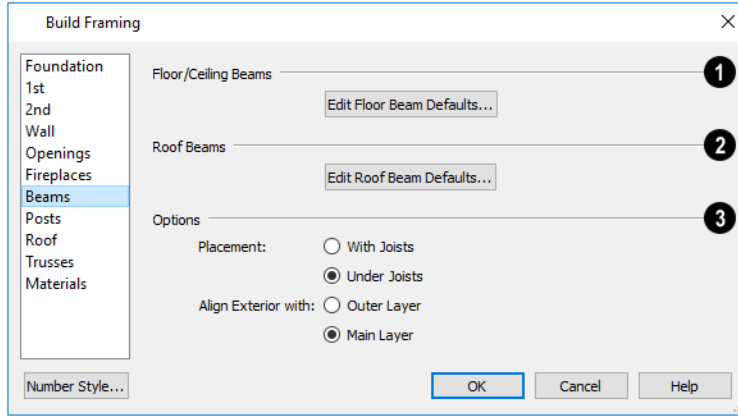 Build Framing
Foundation
1st
2nd
Wall
Openings
Fireplaces
Beams
Posts
Roof
Trusses
Materials
Number Style...
Floor/Ceiling Beams 1
Edit Floor Beam Defaults...
Roof Beams 2
Edit Roof Beam Defaults...
Options 3
Placement: With Joists
Under Joists
Align Exterior with: Outer Layer
Main Layer
OK Cancel Help